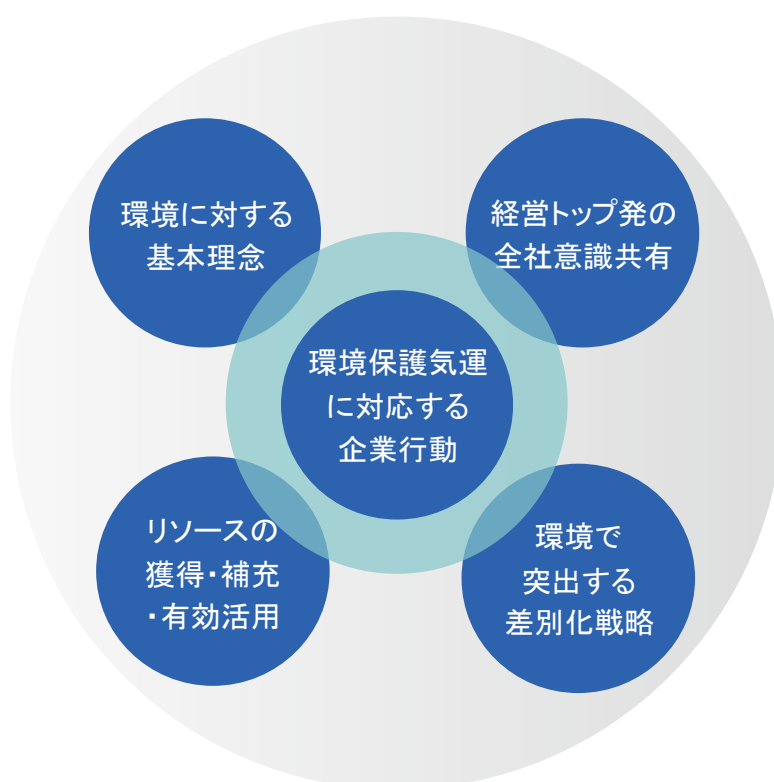 環境に対する
基本理念
経営トップ発の
全社意識共有
環境保護気運
に対応する
企業行動
リソースの
獲得・補充
・有効活用
環境で
突出する
差別化戦略